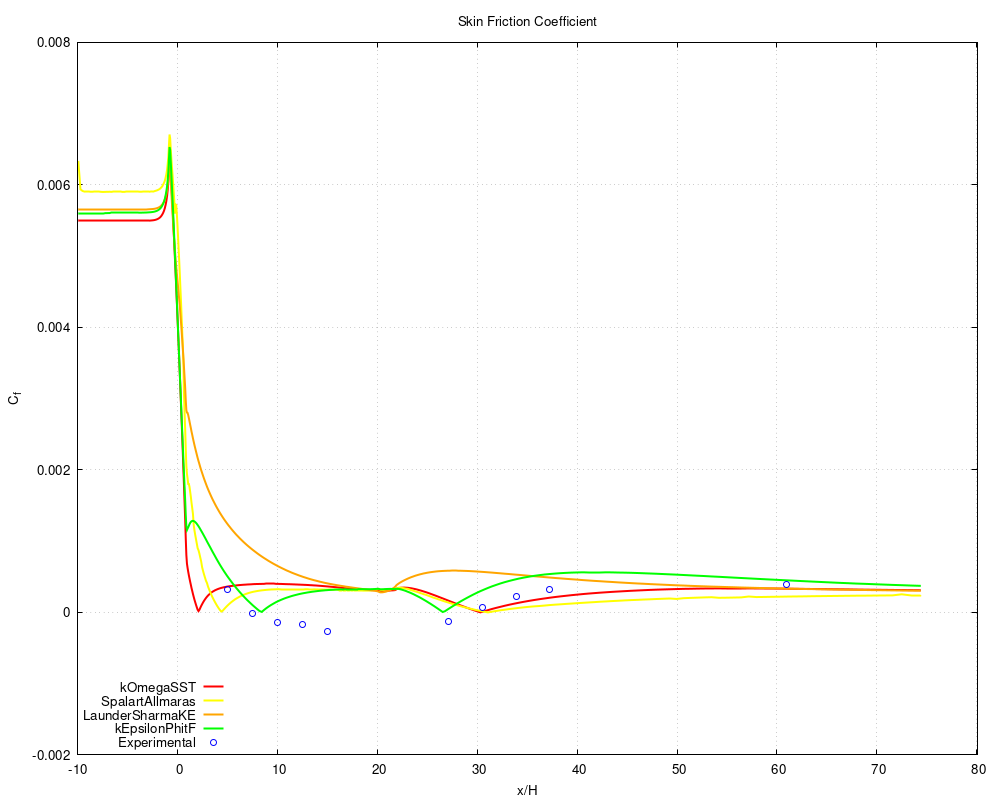 Skin Friction Coefficient
0.008
0.006
0.004
0.002
0
-0.002
Cf
kOmegaSST
SpalartAllmaras
LaunderSharmaKE
kEpsilonPhitF
Experimental
-10 0 10 20 30 40 50 60 70 80
x/H